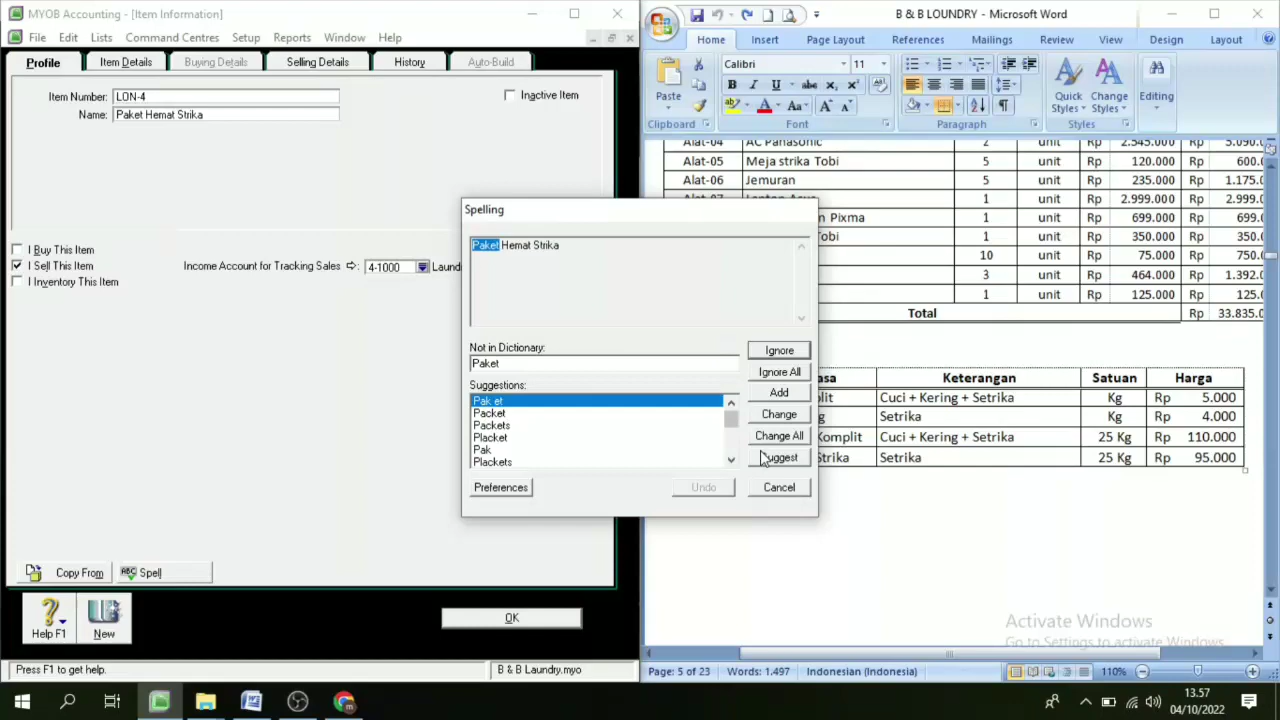 MYOB Accounting - [Item Information]
File Edit Lists Command Centres Setup Reports Window Help
Profile Item Details Buying Details Selling Details History Auto-Build
Item Number: LON-4
Inactive Item
Name: Paket Hemat Strika
I Buy This Item
I Sell This Item
Income Account for Tracking Sales 4-1000
I Inventory This Item
Copy From Spell
Help F1 New OK
Press F1 to get help. B & B Laundry.myo
Spelling
Paket Hemat Strika
Not in Dictionary:
Paket
Suggestions:
Pak et
Packet
Packets
Placket
Pak
Plackets
Ignore
Ignore All
Add
Change
Change All
Suggest
Preferences Undo Cancel
B & B LOUNDRY - Microsoft Word
Home Insert Page Layout References Mailings Review View Design Layout
Calibri 11
Paste
Quick Styles
Change Styles
Editing
Clipboard Font Paragraph Styles
Alat-04 AC Panasonic 2 unit Rp 2.545.000 Rp 5.090.0
Alat-05 Meja strika Tobi 5 unit Rp 120.000 Rp 600.
Alat-06 Jemuran 5 unit Rp 235.000 Rp 1.175.
1 unit Rp 2.999.000 Rp 2.999.
Pixma 1 unit Rp 699.000 Rp 699.
1 unit Rp 350.000 Rp 350.
10 unit Rp 75.000 Rp 750.
3 unit Rp 464.000 Rp 1.392.
1 unit Rp 125.000 Rp 125.
Total Rp 33.835.
Keterangan Satuan Harga
Cuci + Kering + Setrika Kg Rp 5.000
Setrika Kg Rp 4.000
Komplit Cuci + Kering + Setrika 25 Kg Rp 110.000
Strika Setrika 25 Kg Rp 95.000
Activate Windows
Go to Settings to activate Windows.
Page: 5 of 23 Words: 1.497 Indonesian (Indonesia) 110%
13.57
04/10/2022